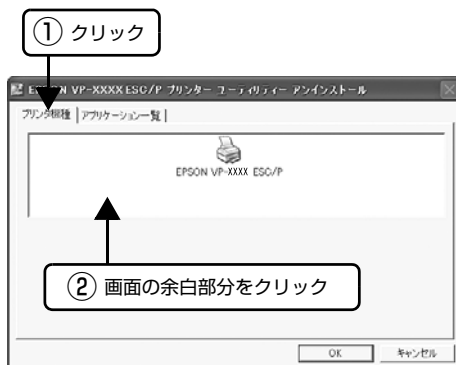 ① クリック
EPSON VP-XXXX ESC/P プリンター ユーティリティー アンインストール
プリンタ機種
アプリケーション一覧
EPSON VP-XXXX ESC/P
② 画面の余白部分をクリック
OK
キャンセル